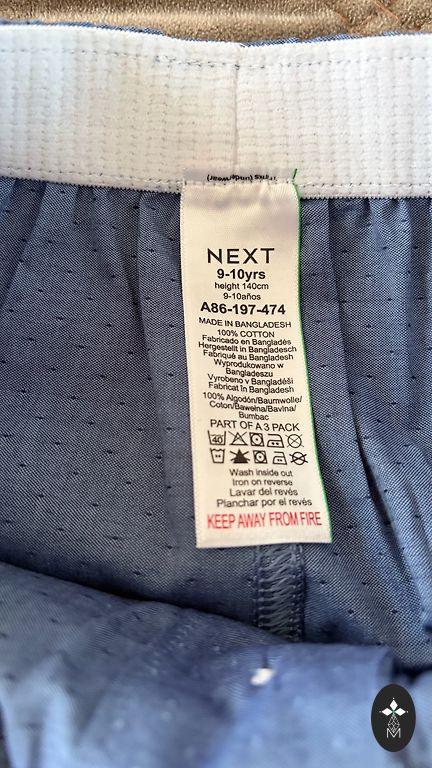 (underwear)
NEXT
9-10yrs
height 140cm
9-10años
A86-197-474
MADE IN BANGLADESH
100% COTTON
Fabricado en Bangladés
Hergestellt in Bangladesch
Fabriqué au Bangladesh
Wyprodukowano w
Bangladeszu
Vyrobeno v Bangladéši
Fabricat în Bangladesh
100% Algodón/Baumwolle/
Coton/Bawełna/Bavlna/
Bumbac
PART OF A 3 PACK
40
Wash inside out
Iron on reverse
Lavar del revés
Planchar por el revés
KEEP AWAY FROM FIRE
M